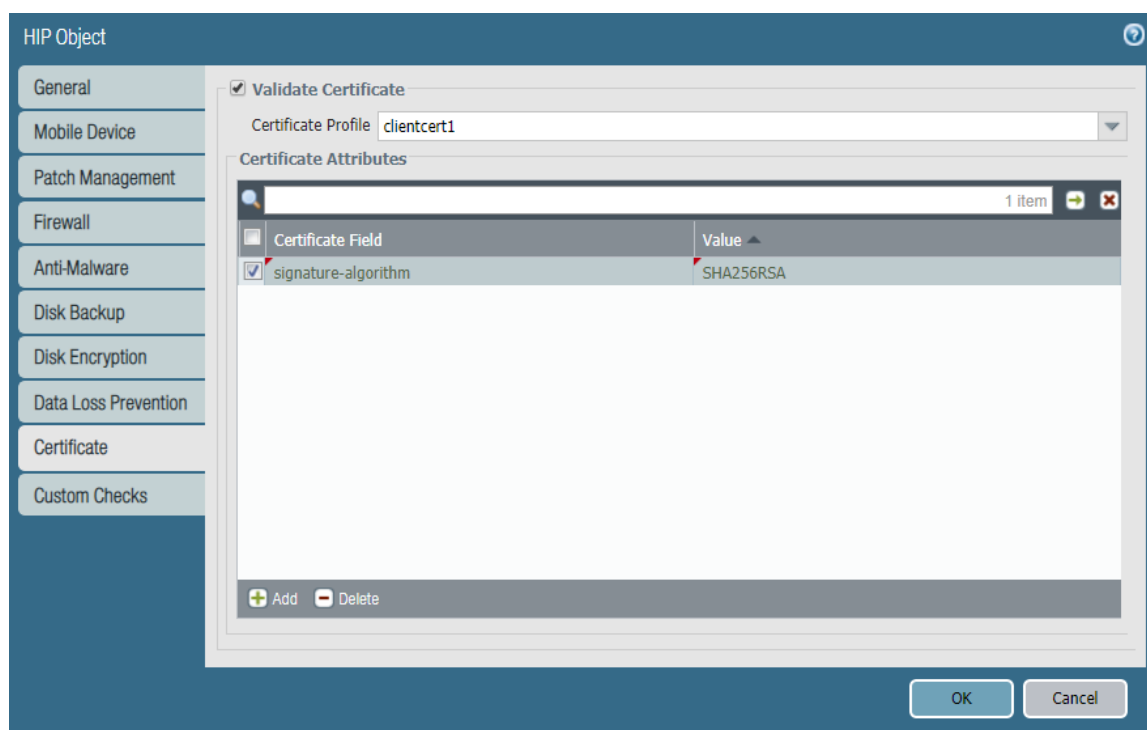 HIP Object
General
Mobile Device
Patch Management
Firewall
Anti-Malware
Disk Backup
Disk Encryption
Data Loss Prevention
Certificate
Custom Checks
Validate Certificate
Certificate Profile clientcert1
Certificate Attributes
1 item
Certificate Field Value
signature-algorithm SHA256RSA
Add Delete
OK Cancel